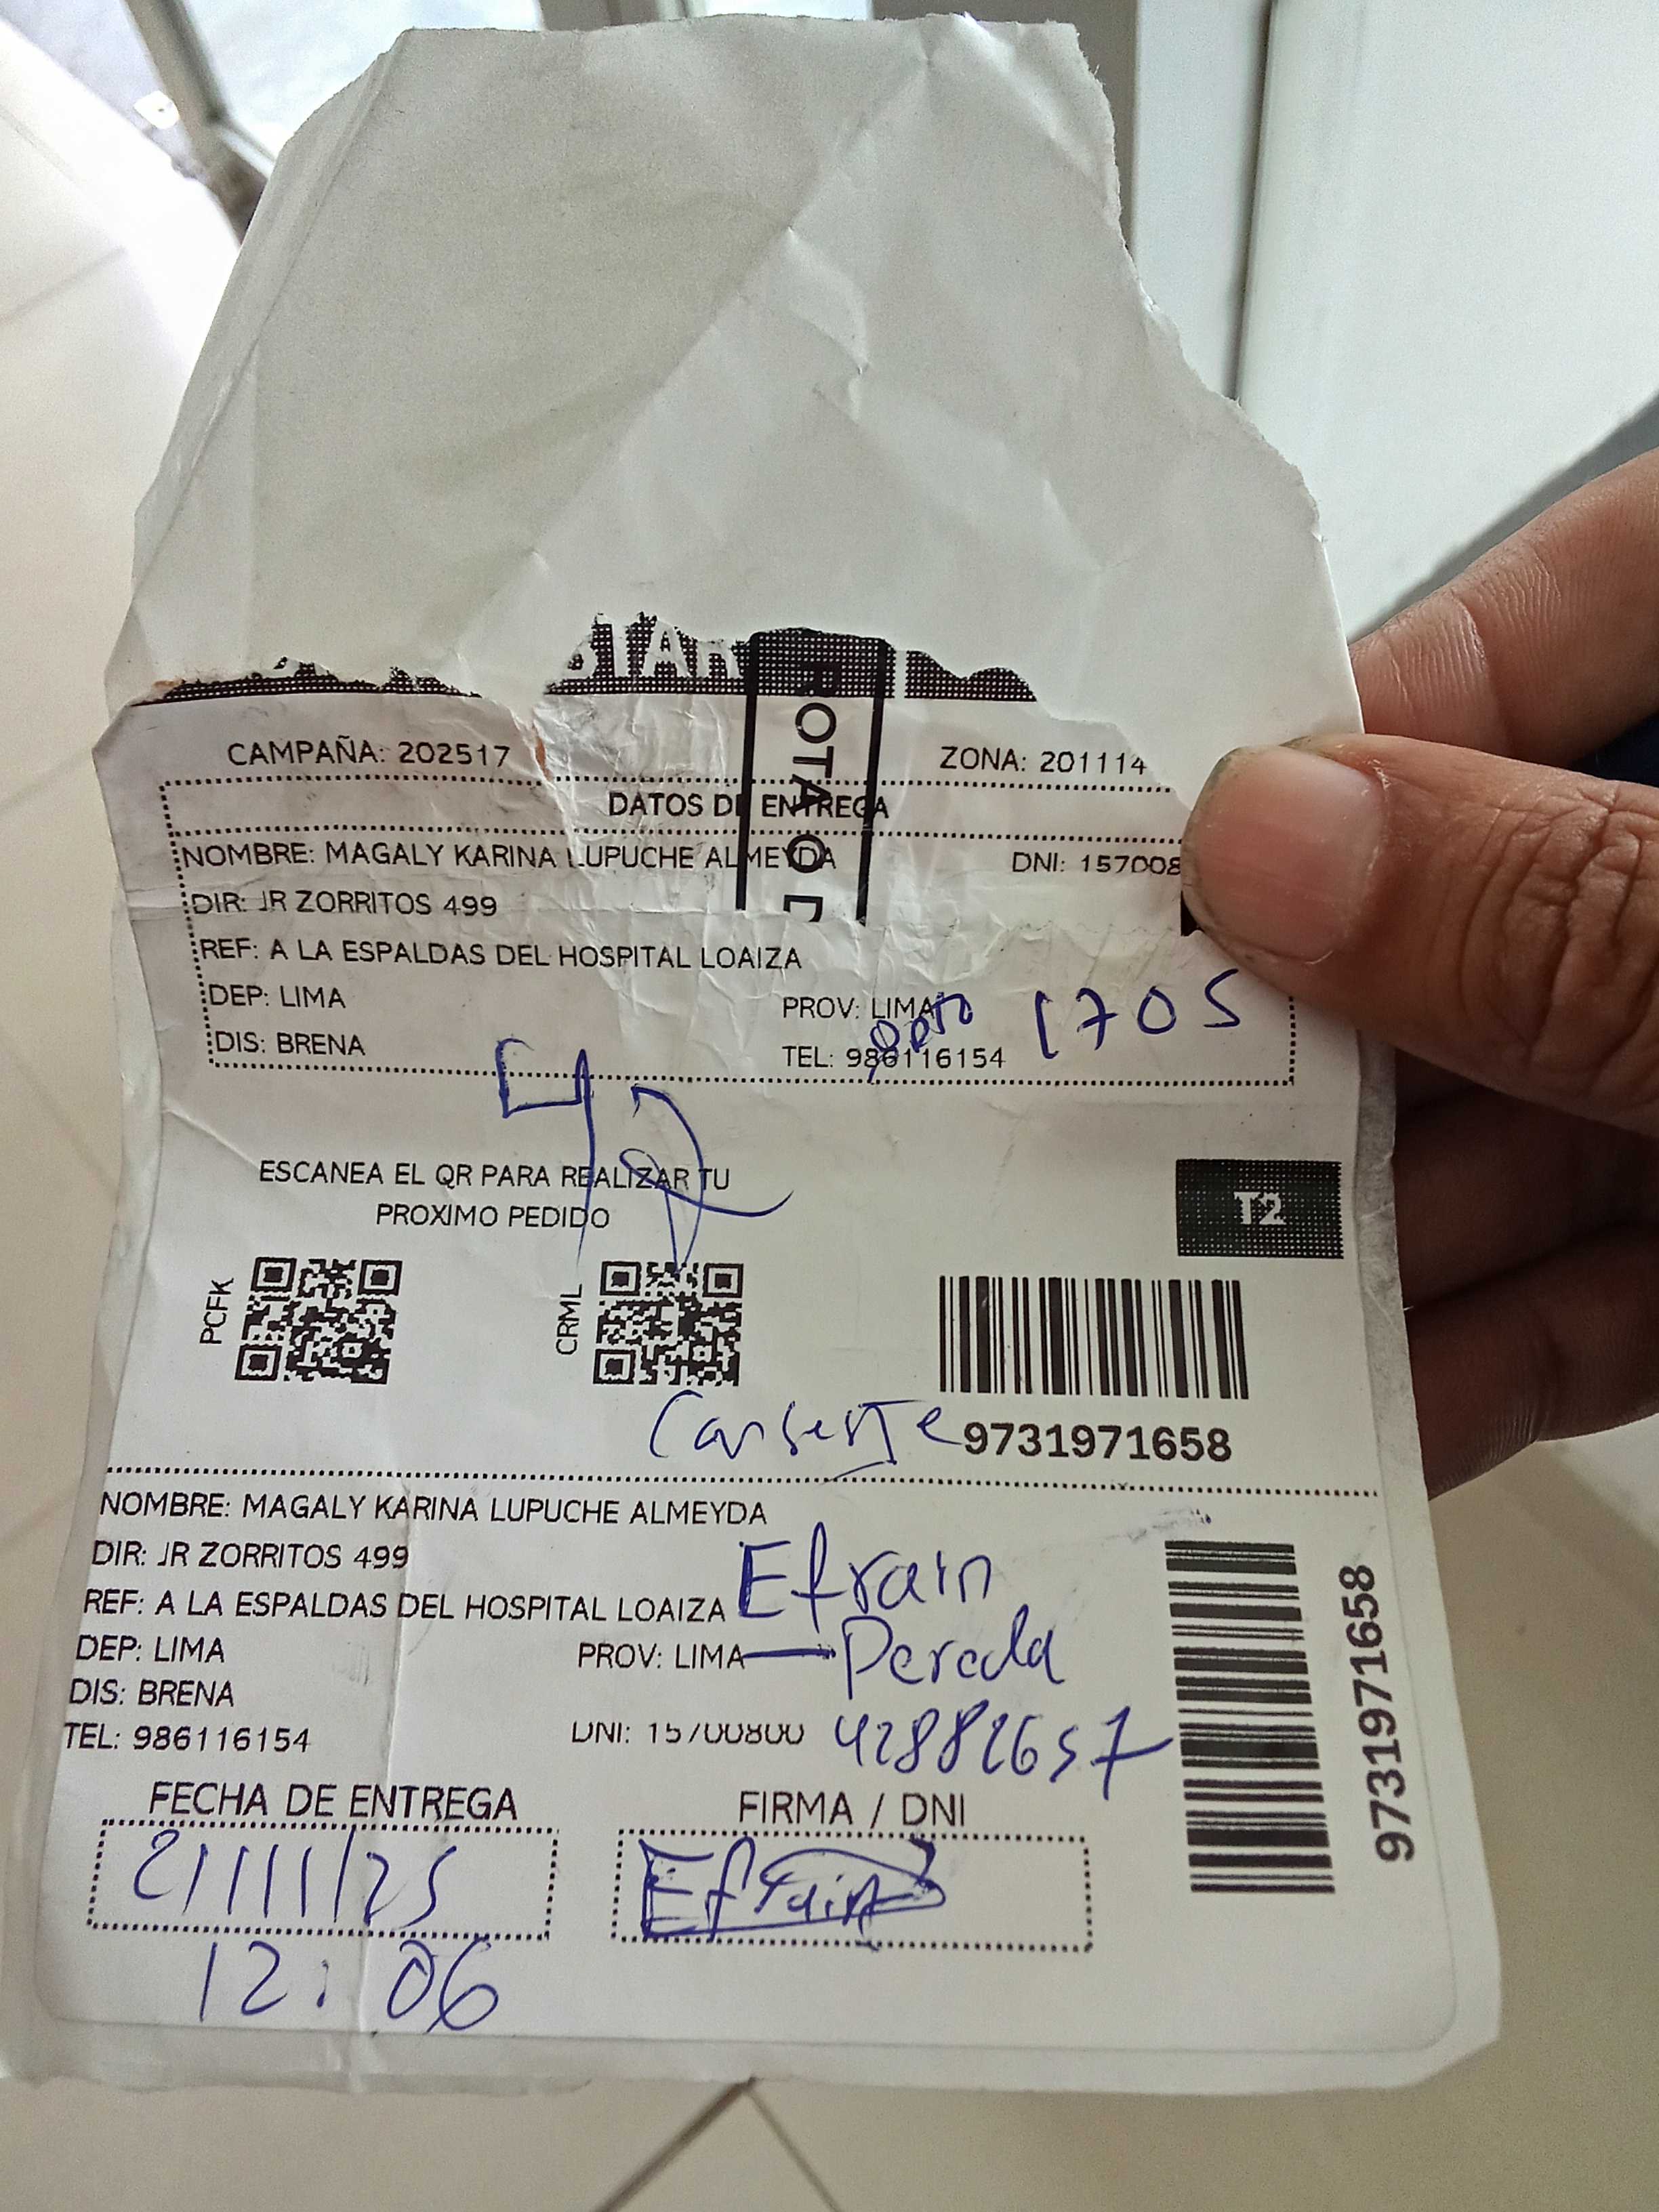 CAMPAÑA: 202517
ZONA: 201114
DATOS DE ENTREGA
ROTADO
NOMBRE: MAGALY KARINA LUPUCHE ALMEYDA
DNI: 157008
DIR: JR ZORRITOS 499
REF: A LA ESPALDAS DEL HOSPITAL LOAIZA
DEP: LIMA
PROV: LIMA
1705
DIS: BRENA
TEL: 986116154
ESCANEA EL QR PARA REALIZAR TU
PROXIMO PEDIDO
T2
PCFK
CRML
9731971658
NOMBRE: MAGALY KARINA LUPUCHE ALMEYDA
DIR: JR ZORRITOS 499
Efrain
REF: A LA ESPALDAS DEL HOSPITAL LOAIZA
DEP: LIMA
PROV: LIMA
Pereda
DIS: BRENA
TEL: 986116154
DNI: 15700800
42882657
9731971658
FECHA DE ENTREGA
FIRMA / DNI
21/11/25
Efrain
12:06